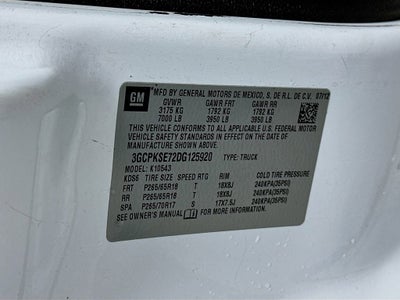 GM
MFD BY GENERAL MOTORS DE MEXICO, S. DE R.L. DE C.V. 07/12
GVWR GAWR FRT GAWR RR
3175 KG 1792 KG 1792 KG
7000 LB 3950 LB 3950 LB
THIS VEHICLE CONFORMS TO ALL APPLICABLE U.S.
FEDERAL MOTOR VEHICLE SAFETY STANDARDS
IN EFFECT ON THE DATE OF
MANUFACTURE SHOWN ABOVE.
3GCPKSE72DG125920 TYPE: TRUCK
MODEL: K10543
KDS6 TIRE SIZE SPEED RTG RIM COLD TIRE PRESSURE
FRT P265/65R18 T 18X8J 240KPA(35PSI)
RR P265/65R18 T 18X8J 240KPA(35PSI)
SPA P265/70R17 S 17X7.5J 240KPA(35PSI)
SEE OWNER'S MANUAL FOR MORE INFORMATION.